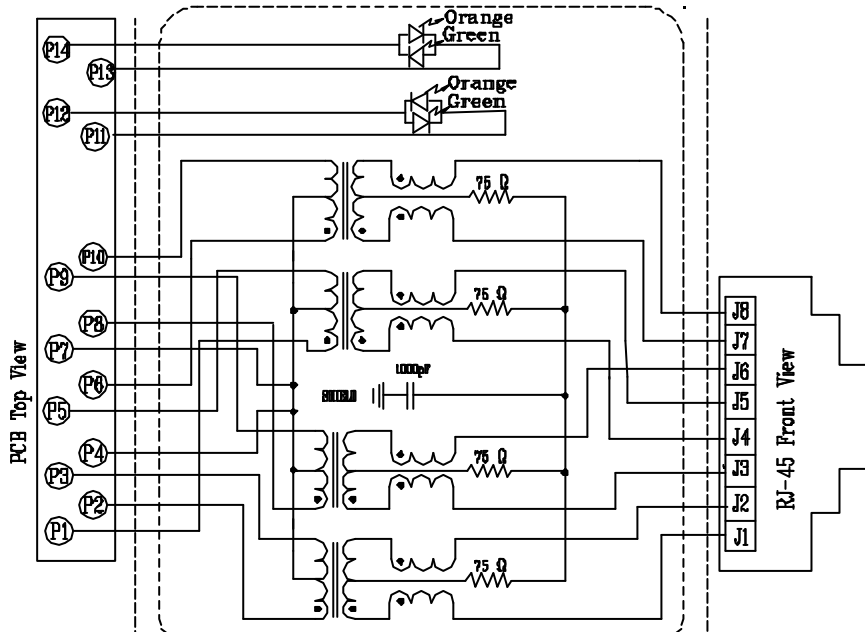 Orange
Green
P14
P13
Orange
Green
P12
P11
75 Ω
P10
P9
75 Ω
P8
P7
1000pF
SHIELD
P6
P5
P4
75 Ω
P3
P2
P1
75 Ω
PCB Top View
J8
J7
J6
J5
J4
J3
J2
J1
RJ-45 Front View